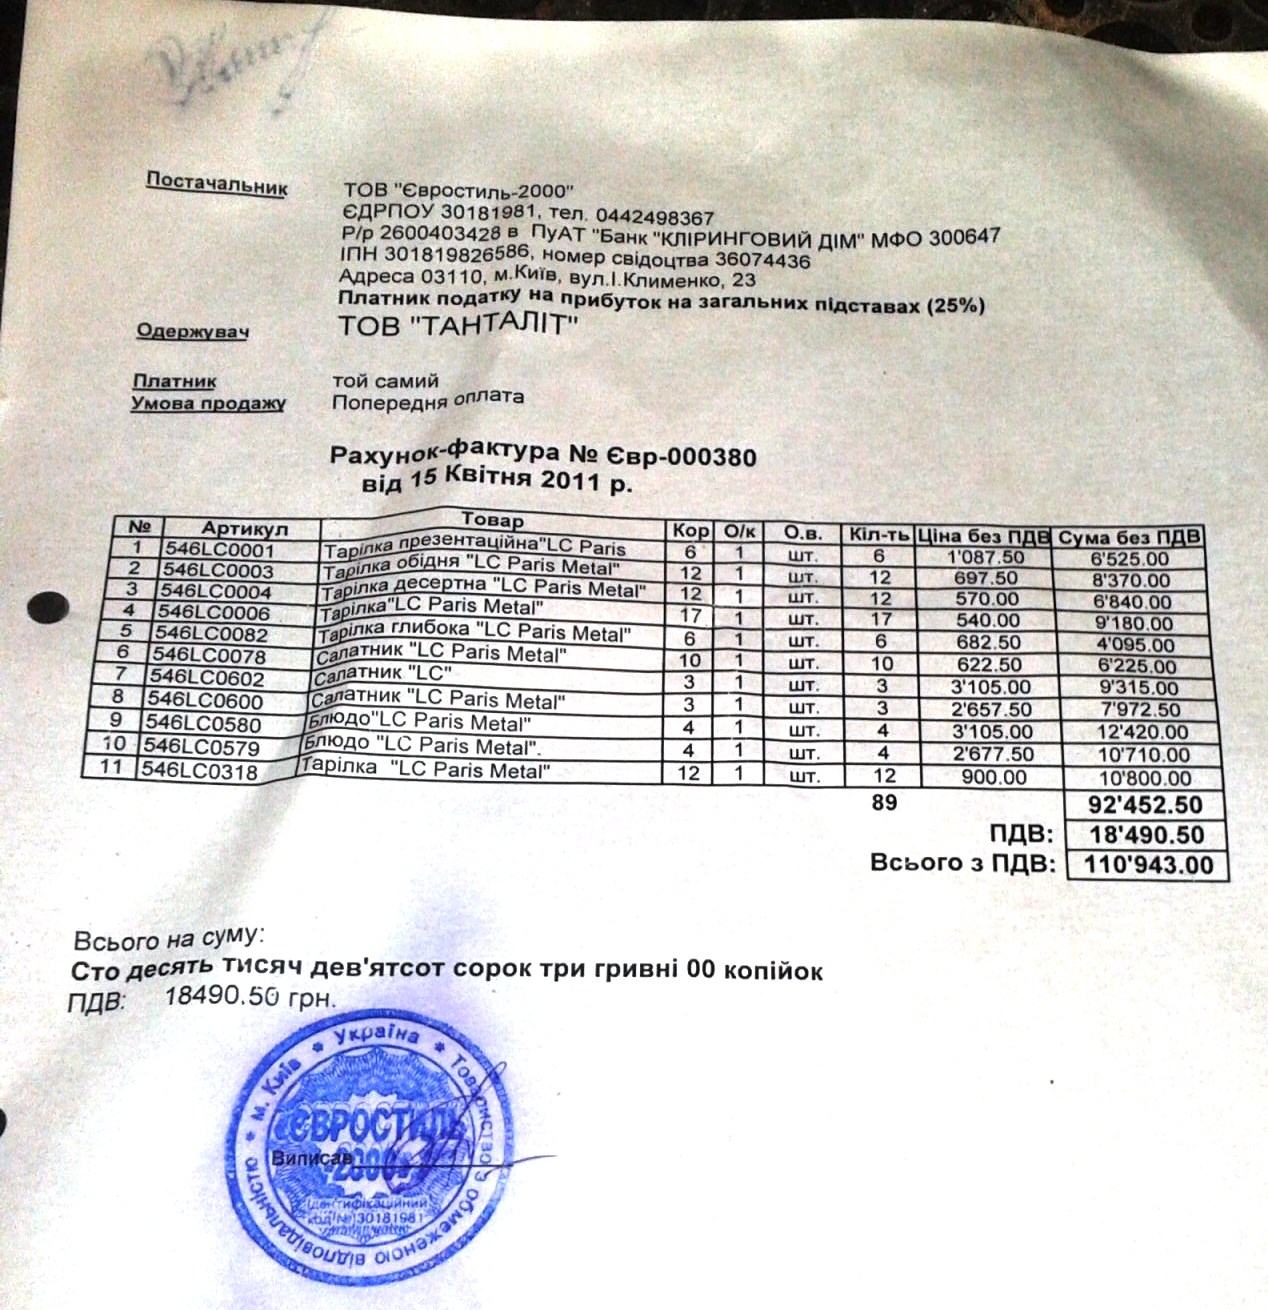 Постачальник ТОВ "Євростиль-2000"
ЄДРПОУ 30181981, тел. 0442498367
Р/р 2600403428 в ПуАТ "Банк "КЛІРИНГОВИЙ ДІМ" МФО 300647
ІПН 301819826586, номер свідоцтва 36074436
Адреса 03110, м.Київ, вул.І.Клименко, 23
Платник податку на прибуток на загальних підставах (25%)
Одержувач ТОВ "ТАНТАЛІТ"
Платник той самий
Умова продажу Попередня оплата
Рахунок-фактура № Євр-000380
від 15 Квітня 2011 р.
№ Артикул Товар Кор О/к О.в. Кіл-ть Ціна без ПДВ Сума без ПДВ
1 546LC0001 Тарілка презентаційна"LC Paris 6 1 шт. 6 1'087.50 6'525.00
2 546LC0003 Тарілка обідня "LC Paris Metal" 12 1 шт. 12 697.50 8'370.00
3 546LC0004 Тарілка десертна "LC Paris Metal" 12 1 шт. 12 570.00 6'840.00
4 546LC0006 Тарілка"LC Paris Metal" 17 1 шт. 17 540.00 9'180.00
5 546LC0082 Тарілка глибока "LC Paris Metal" 6 1 шт. 6 682.50 4'095.00
6 546LC0078 Салатник "LC Paris Metal" 10 1 шт. 10 622.50 6'225.00
7 546LC0602 Салатник "LC" 3 1 шт. 3 3'105.00 9'315.00
8 546LC0600 Салатник "LC Paris Metal" 3 1 шт. 3 2'657.50 7'972.50
9 546LC0580 Блюдо"LC Paris Metal" 4 1 шт. 4 3'105.00 12'420.00
10 546LC0579 Блюдо "LC Paris Metal". 4 1 шт. 4 2'677.50 10'710.00
11 546LC0318 Тарілка "LC Paris Metal" 12 1 шт. 12 900.00 10'800.00
89 92'452.50
ПДВ: 18'490.50
Всього з ПДВ: 110'943.00
Всього на суму:
Сто десять тисяч дев'ятсот сорок три гривні 00 копійок
ПДВ: 18490.50 грн.
м. Київ * Україна * Товариство з обмеженою відповідальністю *
ЄВРОСТИЛЬ
-2000»
Виписав
Ідентифікаційний
код № 30181981